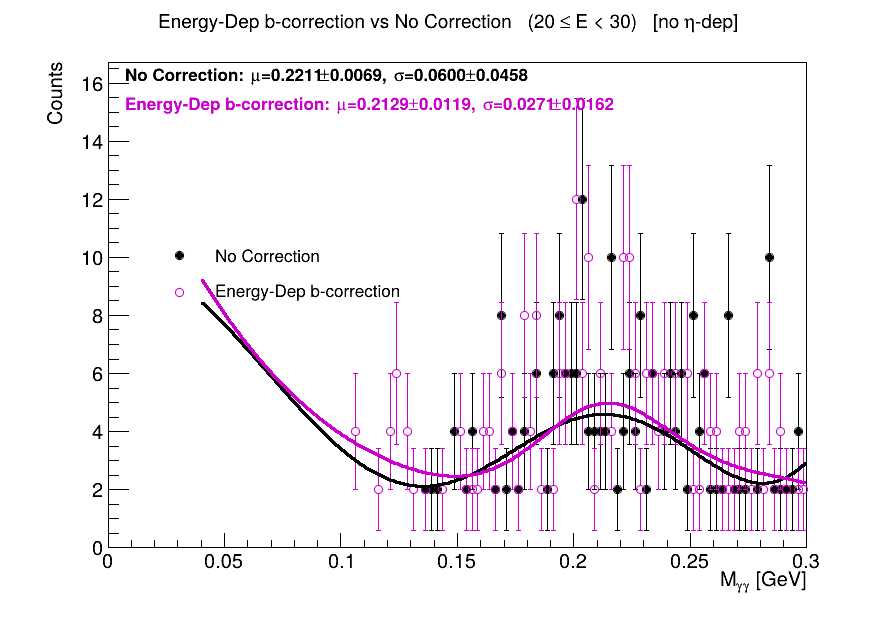 Energy-Dep b-correction vs No Correction (20 ≤ E < 30) [no η-dep]
Counts
No Correction: μ=0.2211±0.0069, σ=0.0600±0.0458
Energy-Dep b-correction: μ=0.2129±0.0119, σ=0.0271±0.0162
No Correction
Energy-Dep b-correction
16
14
12
10
8
6
4
2
0
0 0.05 0.1 0.15 0.2 0.25 0.3
M_γγ [GeV]